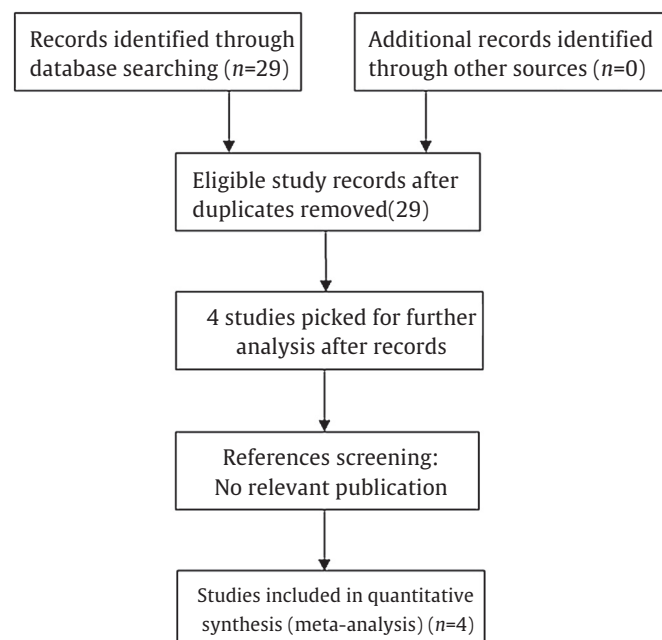 Records identified through
database searching (n=29)
Additional records identified
through other sources (n=0)
Eligible study records after
duplicates removed(29)
4 studies picked for further
analysis after records
References screening:
No relevant publication
Studies included in quantitative
synthesis (meta-analysis) (n=4)